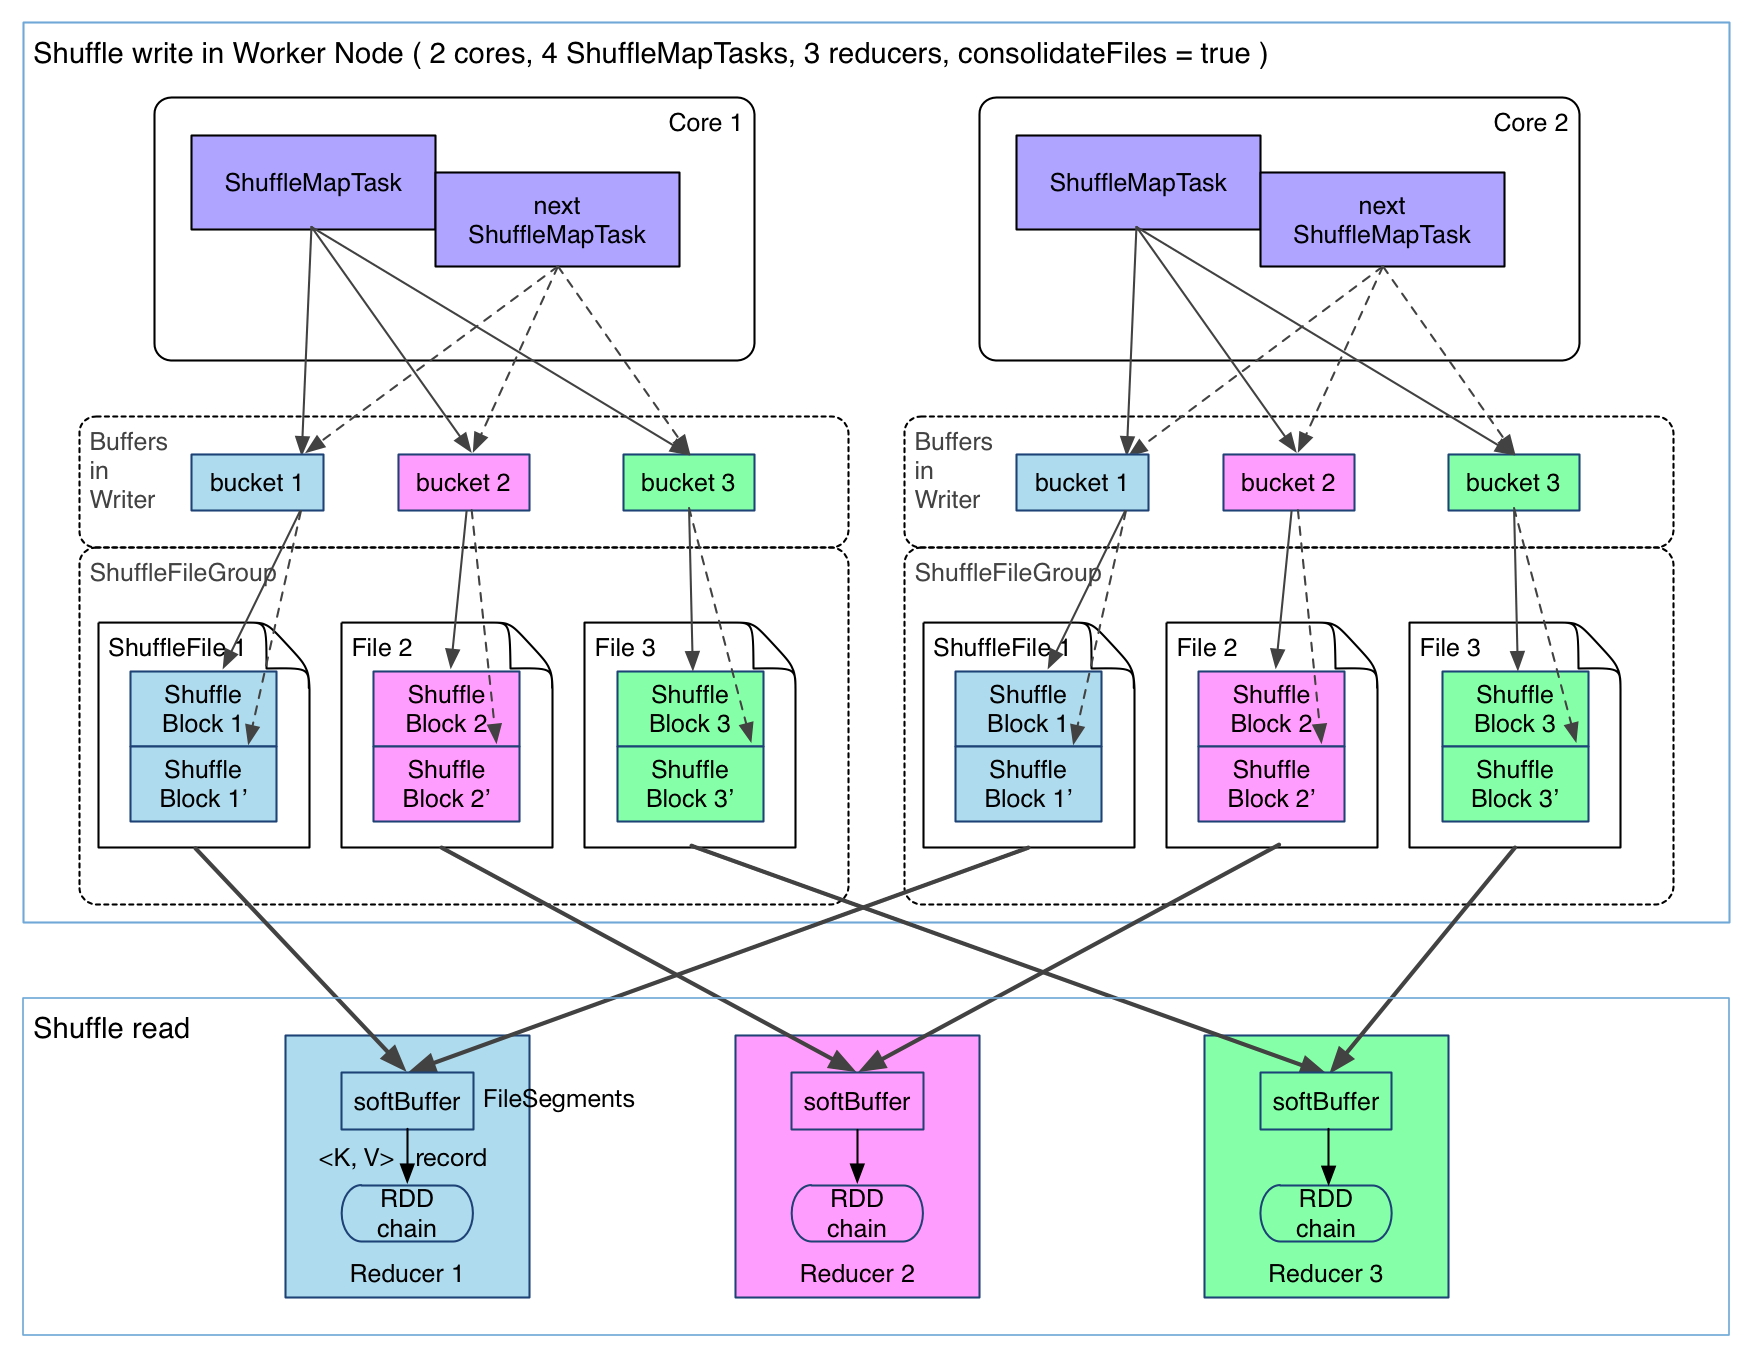 Shuffle write in Worker Node ( 2 cores, 4 ShuffleMapTasks, 3 reducers, consolidateFiles = true )
Core 1
ShuffleMapTask
next
ShuffleMapTask
Core 2
ShuffleMapTask
next
ShuffleMapTask
Buffers
in
Writer
bucket 1
bucket 2
bucket 3
Buffers
in
Writer
bucket 1
bucket 2
bucket 3
ShuffleFileGroup
ShuffleFile 1
Shuffle
Block 1
Shuffle
Block 1’
File 2
Shuffle
Block 2
Shuffle
Block 2’
File 3
Shuffle
Block 3
Shuffle
Block 3’
ShuffleFileGroup
ShuffleFile 1
Shuffle
Block 1
Shuffle
Block 1’
File 2
Shuffle
Block 2
Shuffle
Block 2’
File 3
Shuffle
Block 3
Shuffle
Block 3’
Shuffle read
softBuffer
FileSegments
<K, V> record
RDD
chain
Reducer 1
softBuffer
RDD
chain
Reducer 2
softBuffer
RDD
chain
Reducer 3